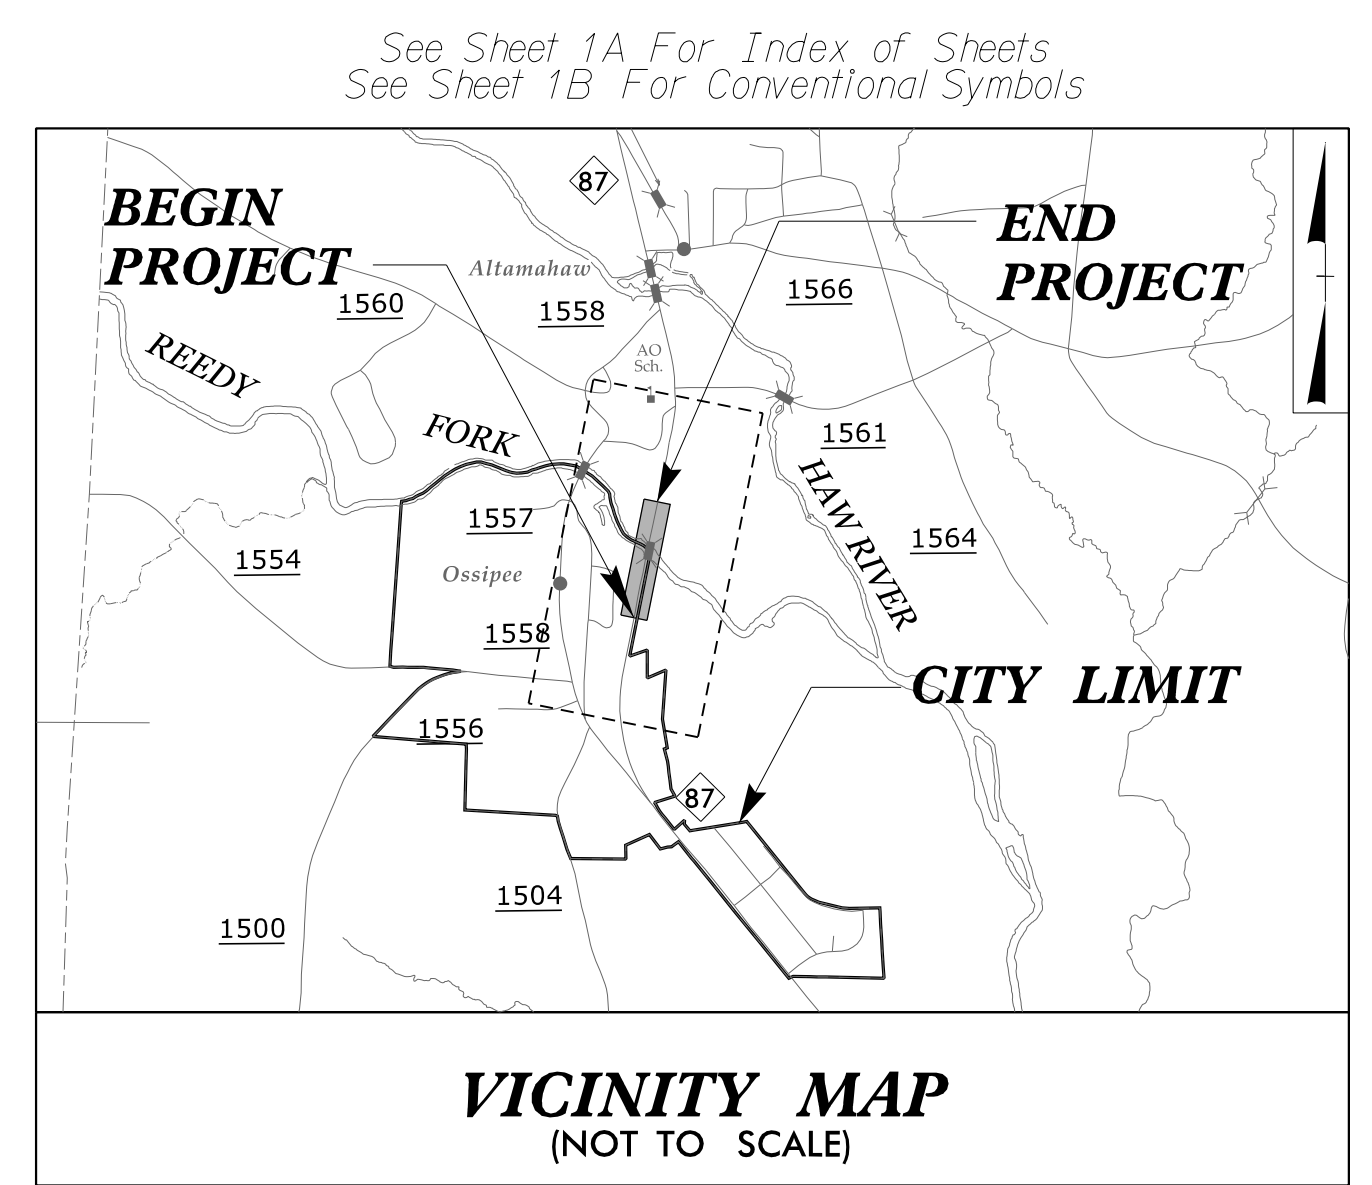 See Sheet 1A For Index of Sheets
See Sheet 1B For Conventional Symbols
87
BEGIN
PROJECT
END
PROJECT
Altamahaw
1560
1558
1566
REEDY
AO
Sch.
FORK
1561
HAW RIVER
1557
1554
1564
Ossipee
1558
CITY LIMIT
1556
87
1504
1500
VICINITY MAP
(NOT TO SCALE)